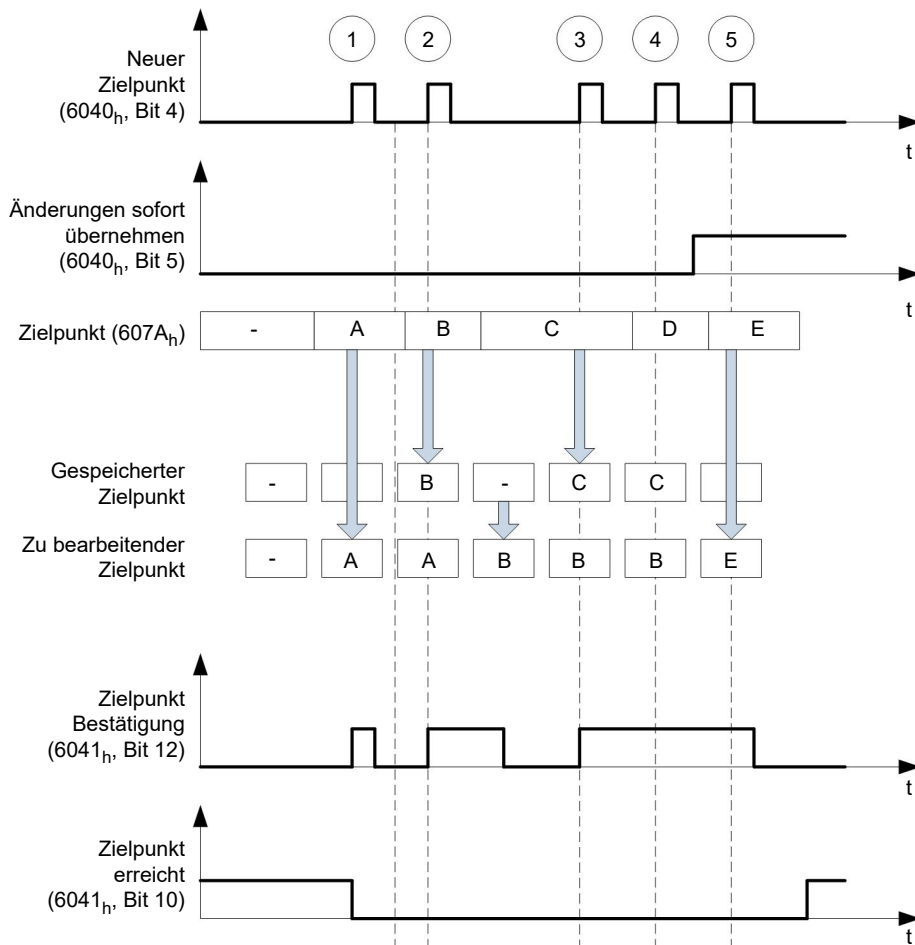 1 2 3 4 5
Neuer
Zielpunkt
(6040h, Bit 4)
t
Änderungen sofort
übernehmen
(6040h, Bit 5)
t
Zielpunkt (607Ah) - A B C D E
Gespeicherter
Zielpunkt
- B - C C
Zu bearbeitender
Zielpunkt
- A A B B B E
Zielpunkt
Bestätigung
(6041h, Bit 12)
t
Zielpunkt
erreicht
(6041h, Bit 10)
t